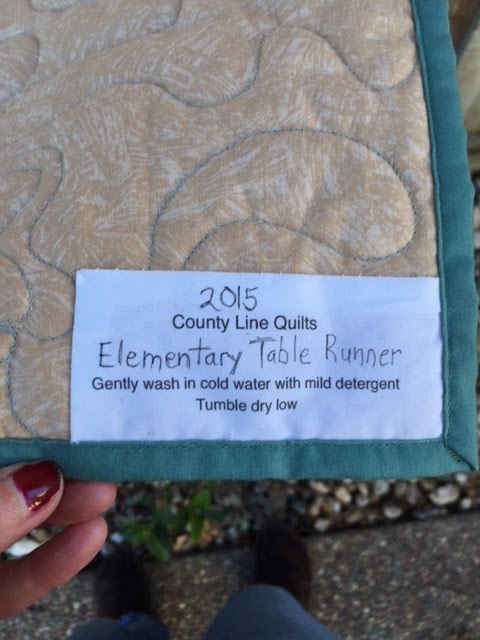 2015
County Line Quilts
Elementary Table Runner
Gently wash in cold water with mild detergent
Tumble dry low